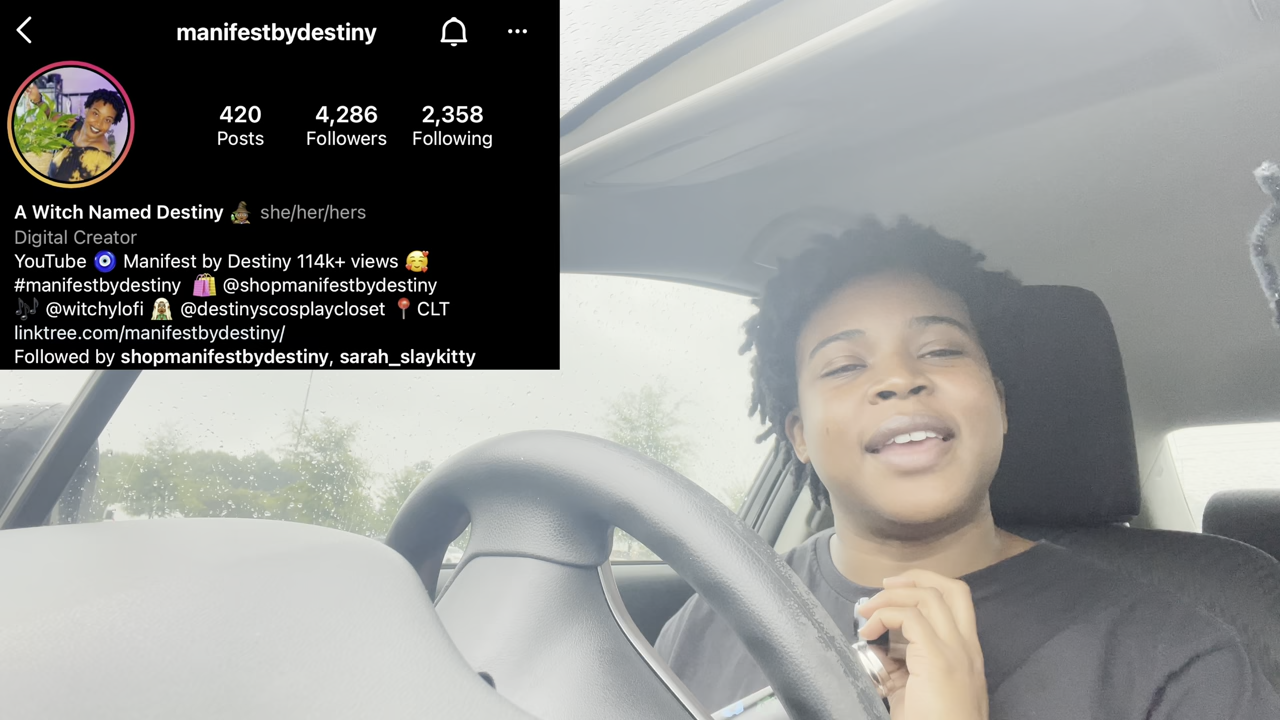 manifestbydestiny
420 4,286 2,358
Posts Followers Following
A Witch Named Destiny she/her/hers
Digital Creator
YouTube 🧿 Manifest by Destiny 114k+ views 🥰
#manifestbydestiny 🛍️ @shopmanifestbydestiny
🎶 @witchylofi 🧝🏾‍♀️ @destinyscosplaycloset 📍CLT
linktree.com/manifestbydestiny/
Followed by shopmanifestbydestiny, sarah_slaykitty